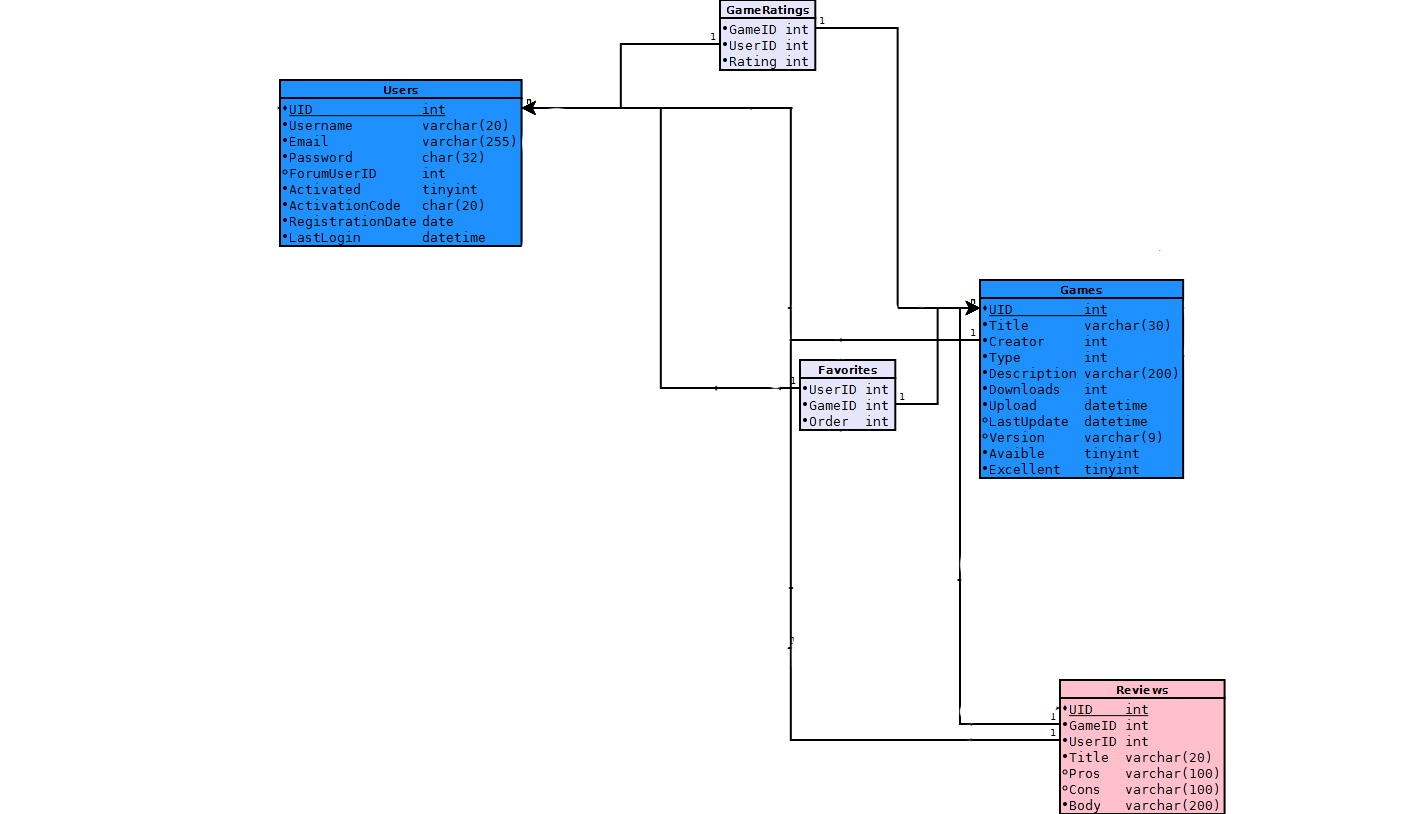 GameRatings
GameID int
UserID int
Rating int
1
1
Users
UID int
Username varchar(20)
Email varchar(255)
Password char(32)
ForumUserID int
Activated tinyint
ActivationCode char(20)
RegistrationDate date
LastLogin datetime
n
Games
UID int
Title varchar(30)
Creator int
Type int
Description varchar(200)
Downloads int
Upload datetime
LastUpdate datetime
Version varchar(9)
Avaible tinyint
Excellent tinyint
n
1
Favorites
UserID int
GameID int
Order int
1
1
1
Reviews
UID int
GameID int
UserID int
Title varchar(20)
Pros varchar(100)
Cons varchar(100)
Body varchar(200)
1
1